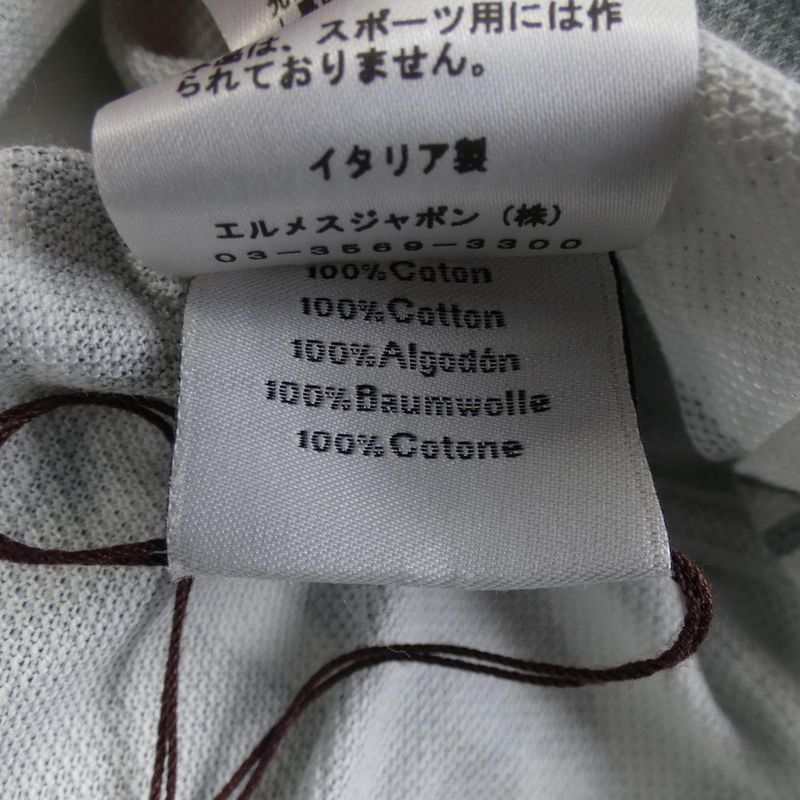 は、スポーツ用には作
られておりません。
イタリア製
エルメスジャポン (株)
03-3569-3300
100%Coton
100%Cotton
100%Algodón
100%Baumwolle
100%Cotone